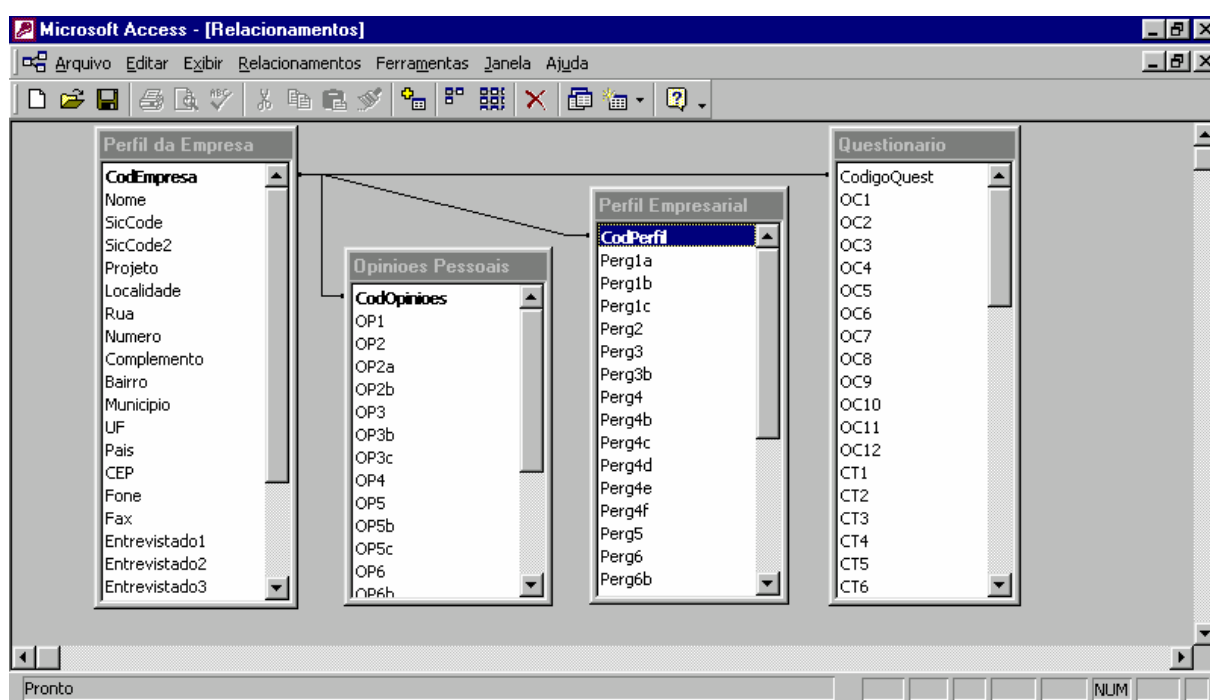 Microsoft Access - [Relacionamentos]
Arquivo Editar Exibir Relacionamentos Ferramentas Janela Ajuda
Perfil da Empresa
CodEmpresa
Nome
SicCode
SicCode2
Projeto
Localidade
Rua
Numero
Complemento
Bairro
Municipio
UF
Pais
CEP
Fone
Fax
Entrevistado1
Entrevistado2
Entrevistado3
Opinioes Pessoais
CodOpinioes
OP1
OP2
OP2a
OP2b
OP3
OP3b
OP3c
OP4
OP5
OP5b
OP5c
OP6
OP6b
Perfil Empresarial
CodPerfil
Perg1a
Perg1b
Perg1c
Perg2
Perg3
Perg3b
Perg4
Perg4b
Perg4c
Perg4d
Perg4e
Perg4f
Perg5
Perg6
Perg6b
Questionario
CodigoQuest
OC1
OC2
OC3
OC4
OC5
OC6
OC7
OC8
OC9
OC10
OC11
OC12
CT1
CT2
CT3
CT4
CT5
CT6
Pronto
NUM